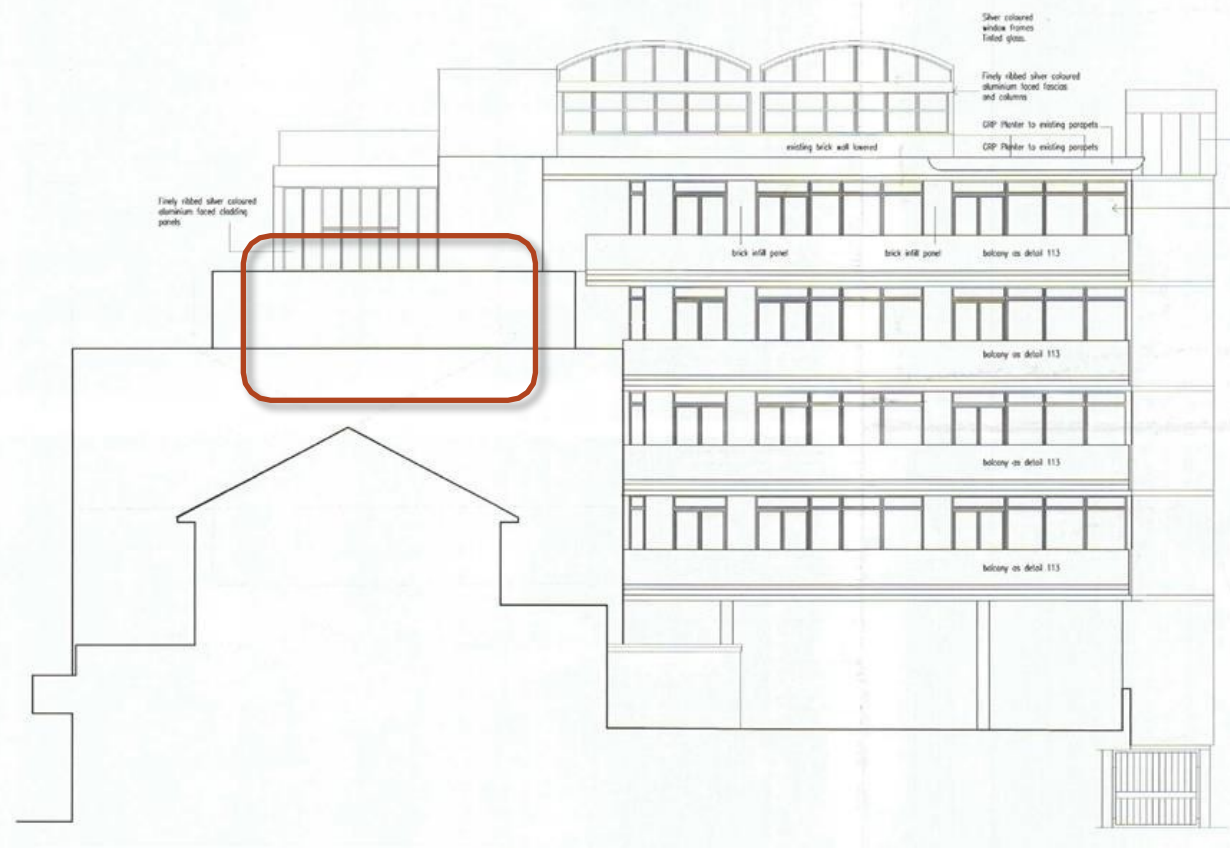 Silver coloured
window frames
Tinted glass.
Finely ribbed silver coloured
aluminium faced fascias
and columns
GRP Planter to existing parapets
existing brick wall lowered
GRP Planter to existing parapets
Finely ribbed silver coloured
aluminium faced cladding
panels
brick infill panel
brick infill panel
balcony as detail 113
balcony as detail 113
balcony as detail 113
balcony as detail 113